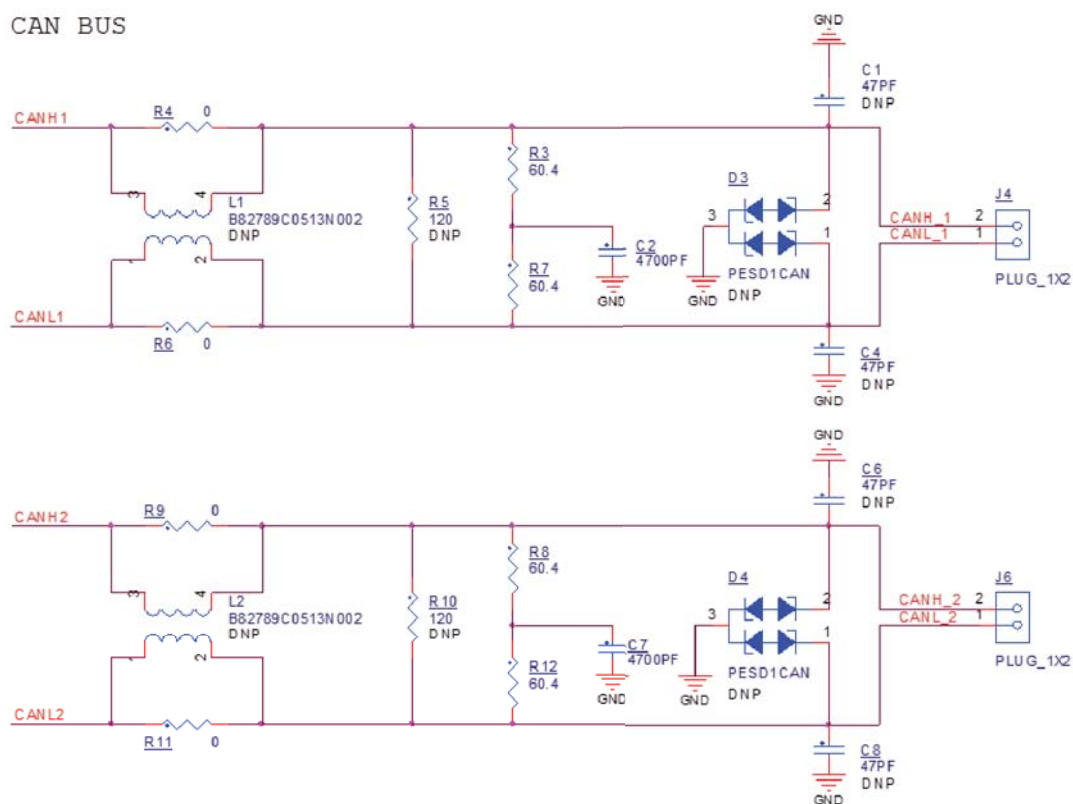 CAN BUS
GND
C1
47PF
DNP
CANH1
R4 0
R3
60.4
3 4
L1
B82789C0513N002
DNP
R5
120
DNP
D3
2
3
1
PESD1CAN
DNP
J4
CANH_1 2
CANL_1 1
PLUG_1X2
1 2
C2
4700PF
GND
R7
60.4
GND
CANL1
R6 0
C4
47PF
DNP
GND
GND
C6
47PF
DNP
CANH2
R9 0
R8
60.4
3 4
L2
B82789C0513N002
DNP
R10
120
DNP
D4
2
3
1
PESD1CAN
DNP
J6
CANH_2 2
CANL_2 1
PLUG_1X2
1 2
C7
4700PF
GND
R12
60.4
GND
CANL2
R11 0
C8
47PF
DNP
GND